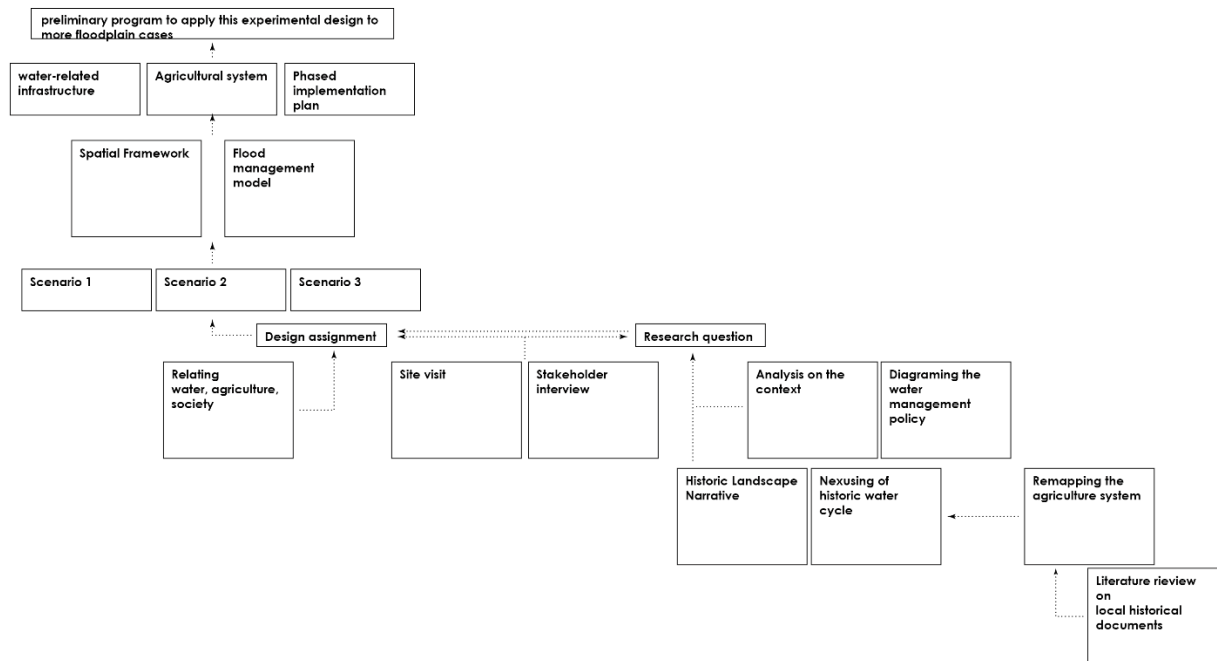 preliminary program to apply this experimental design to
more floodplain cases
water-related
infrastructure
Agricultural system
Phased
implementation
plan
Spatial Framework
Flood
management
model
Scenario 1
Scenario 2
Scenario 3
Design assignment
Research question
Relating
water, agriculture,
society
Site visit
Stakeholder
interview
Analysis on the
context
Diagraming the
water
management
policy
Historic Landscape
Narrative
Nexusing of
historic water
cycle
Remapping the
agriculture system
Literature rieview
on
local historical
documents